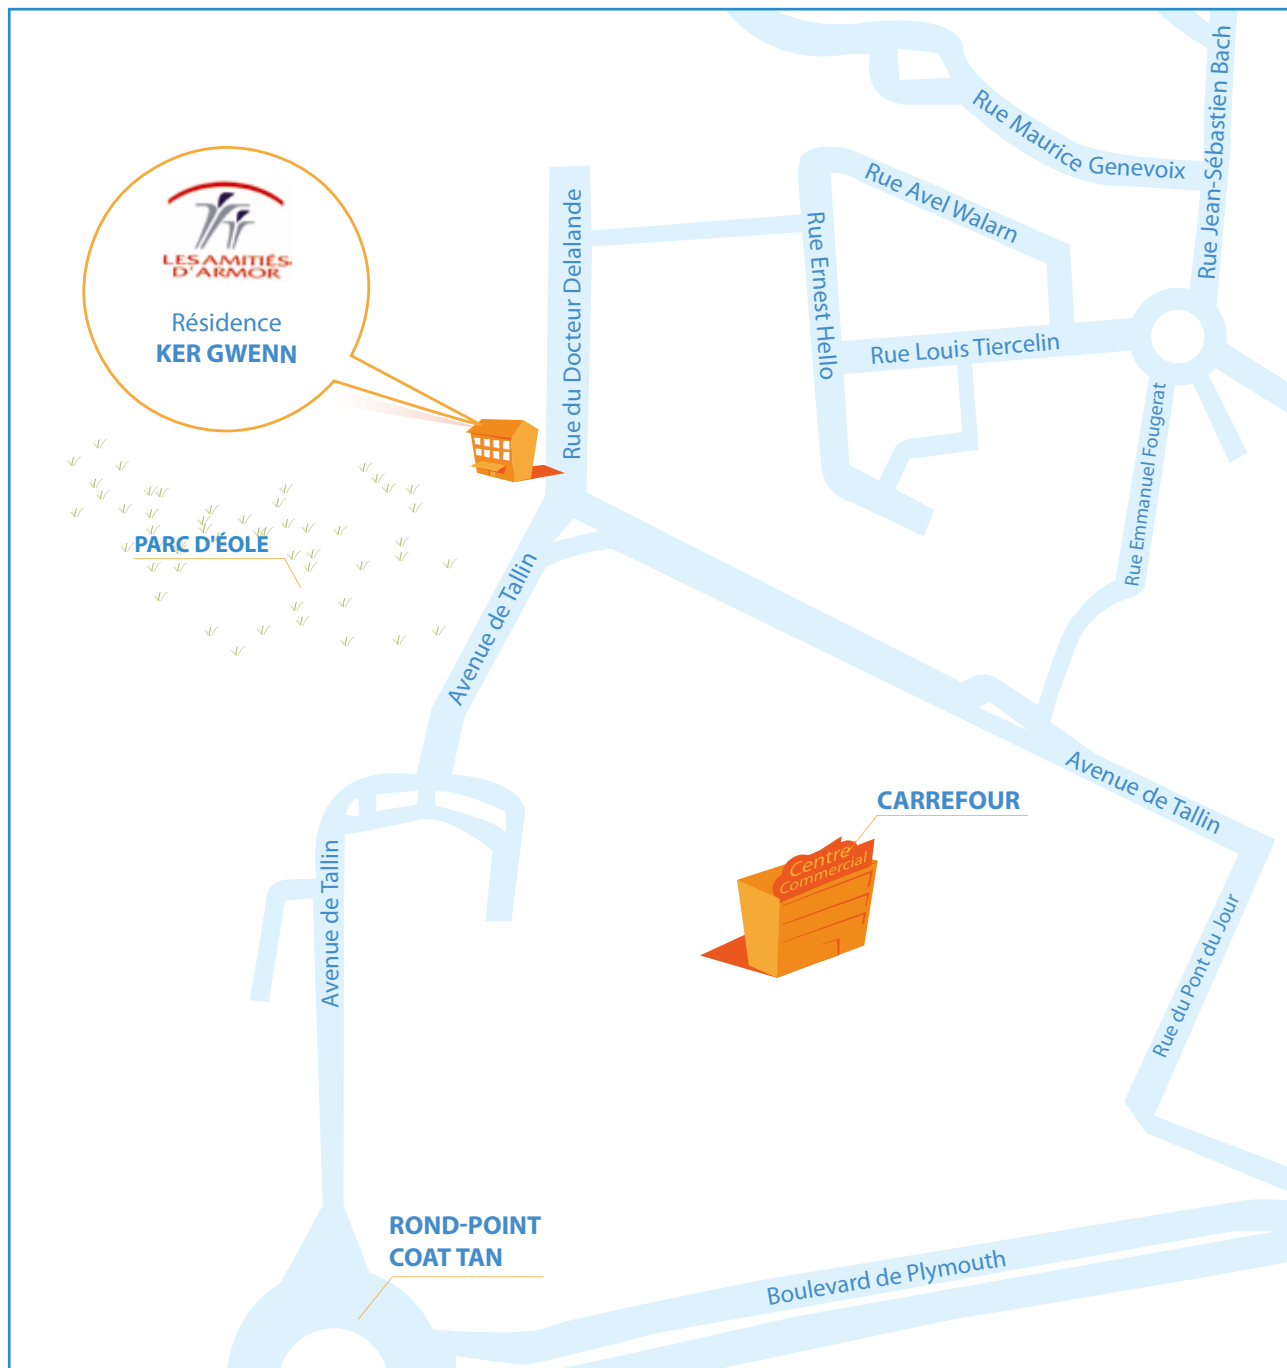 Rue Jean-Sébastien Bach
Rue Maurice Genevoix
Rue Avel Walarn
LES AMITIÉS
D'ARMOR
Résidence
KER GWENN
Rue du Docteur Delalande
Rue Ernest Hello
Rue Louis Tiercelin
Rue Emmanuel Fougerat
PARC D'ÉOLE
Avenue de Tallin
Avenue de Tallin
CARREFOUR
Centre
Commercial
Avenue de Tallin
Rue du Pont du Jour
ROND-POINT
COAT TAN
Boulevard de Plymouth